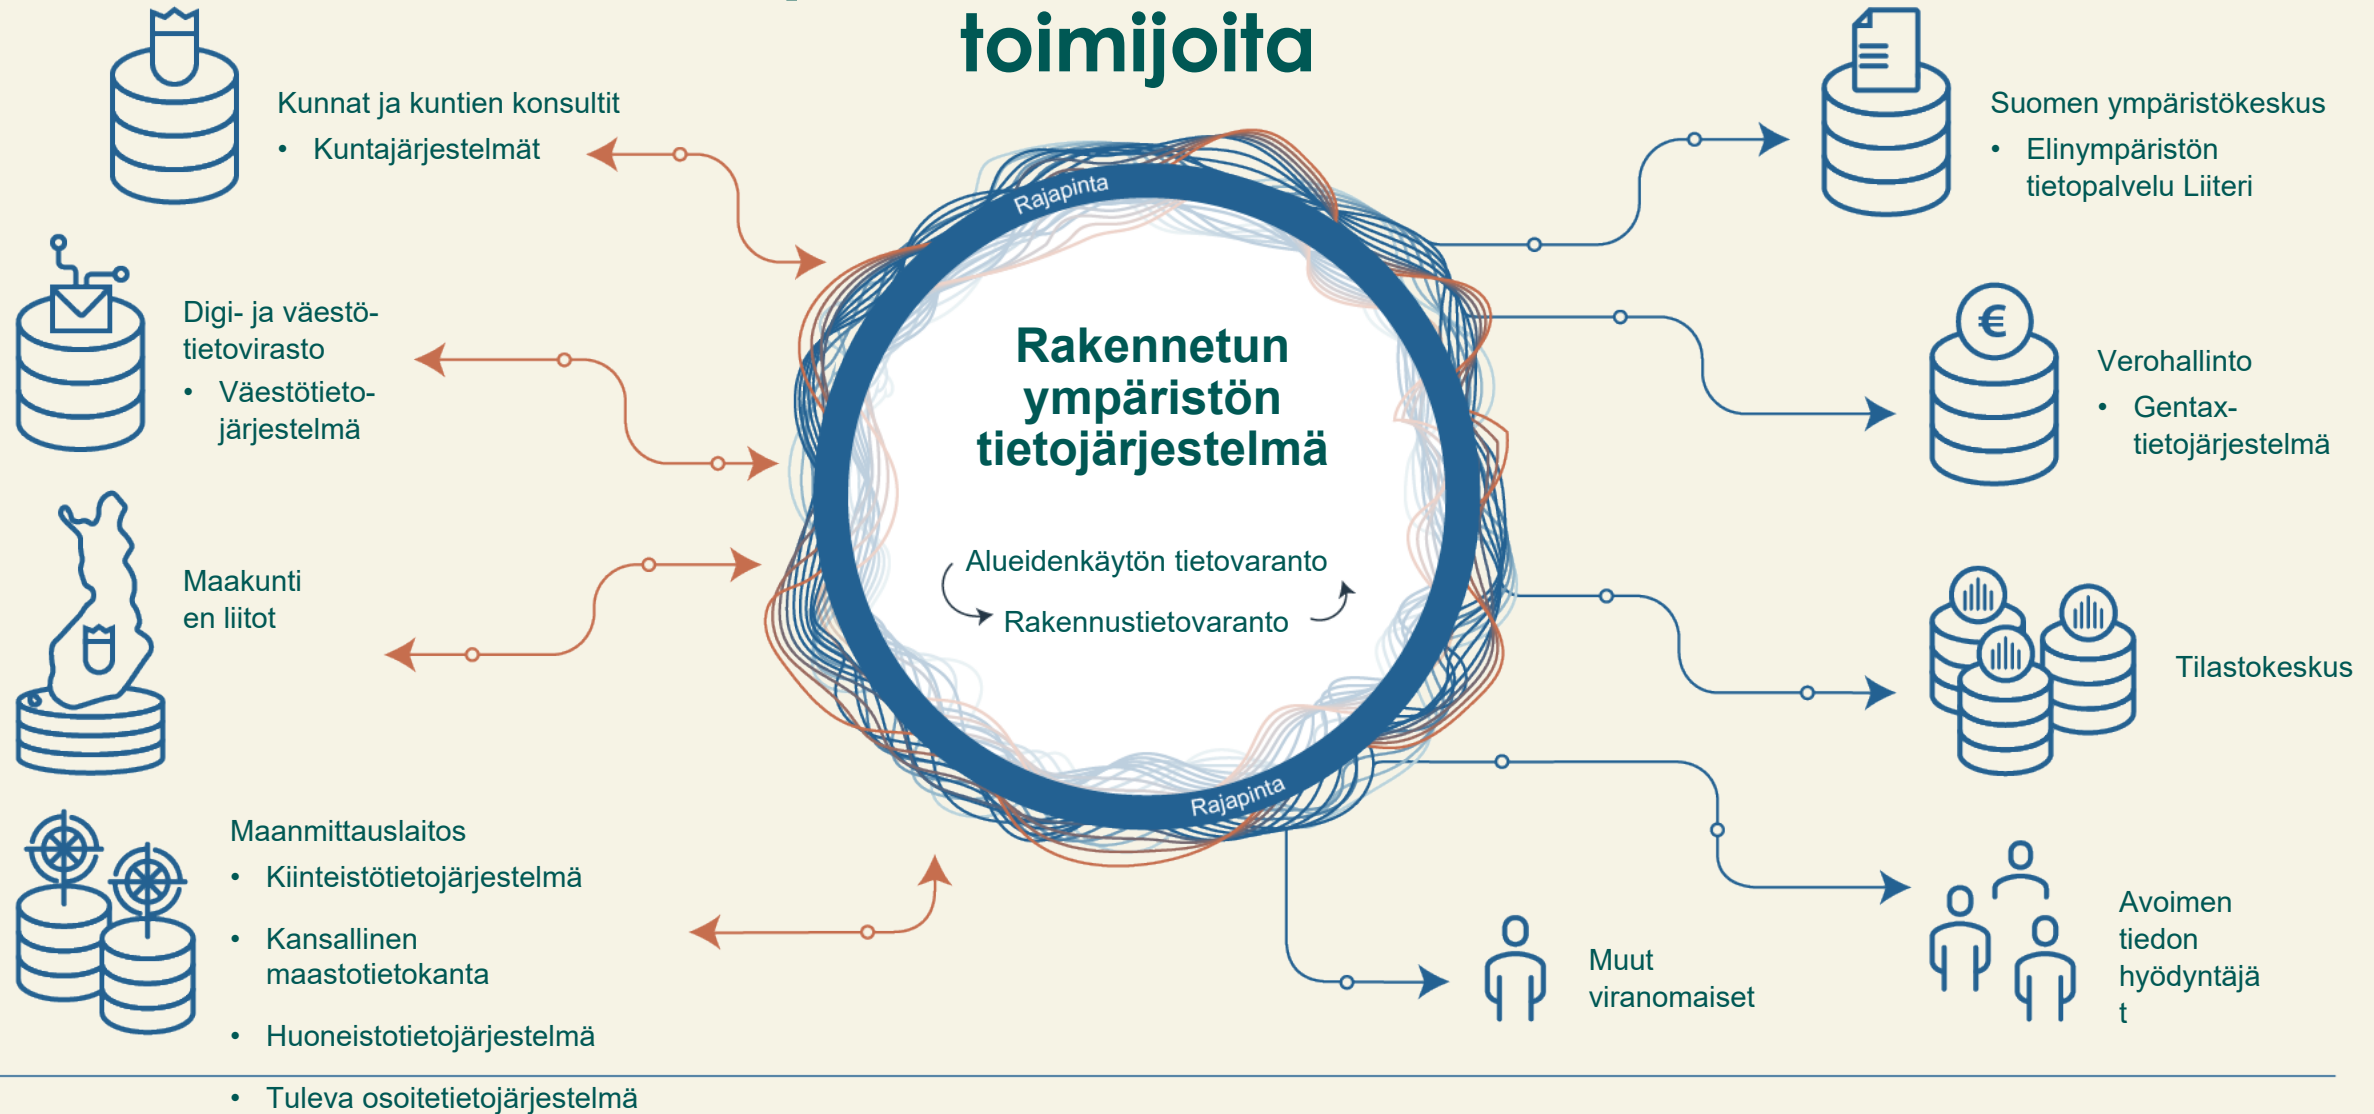 toimijoita
Kunnat ja kuntien konsultit
• Kuntajärjestelmät
Digi- ja väestö-
tietovirasto
• Väestötieto-
järjestelmä
Maakunti
en liitot
Maanmittauslaitos
• Kiinteistötietojärjestelmä
• Kansallinen
maastotietokanta
• Huoneistotietojärjestelmä
• Tuleva osoitetietojärjestelmä
Rajapinta
Rakennetun
ympäristön
tietojärjestelmä
Alueidenkäytön tietovaranto
Rakennustietovaranto
Rajapinta
Suomen ympäristökeskus
• Elinympäristön
tietopalvelu Liiteri
€
Verohallinto
• Gentax-
tietojärjestelmä
Tilastokeskus
Avoimen
tiedon
hyödyntäjä
t
Muut
viranomaiset